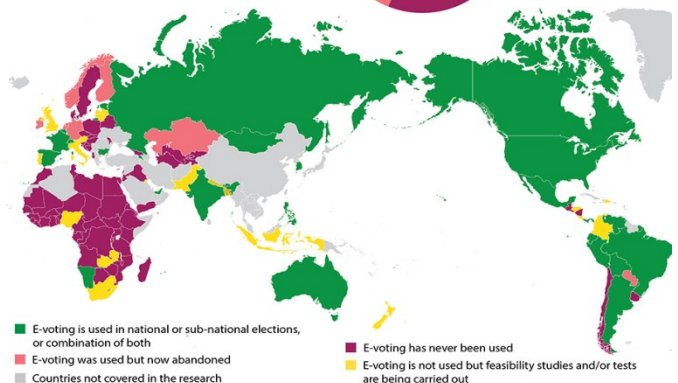 E-voting is used in national or sub-national elections,
or combination of both
E-voting was used but now abandoned
Countries not covered in the research
E-voting has never been used
E-voting is not used but feasibility studies and/or tests
are being carried out